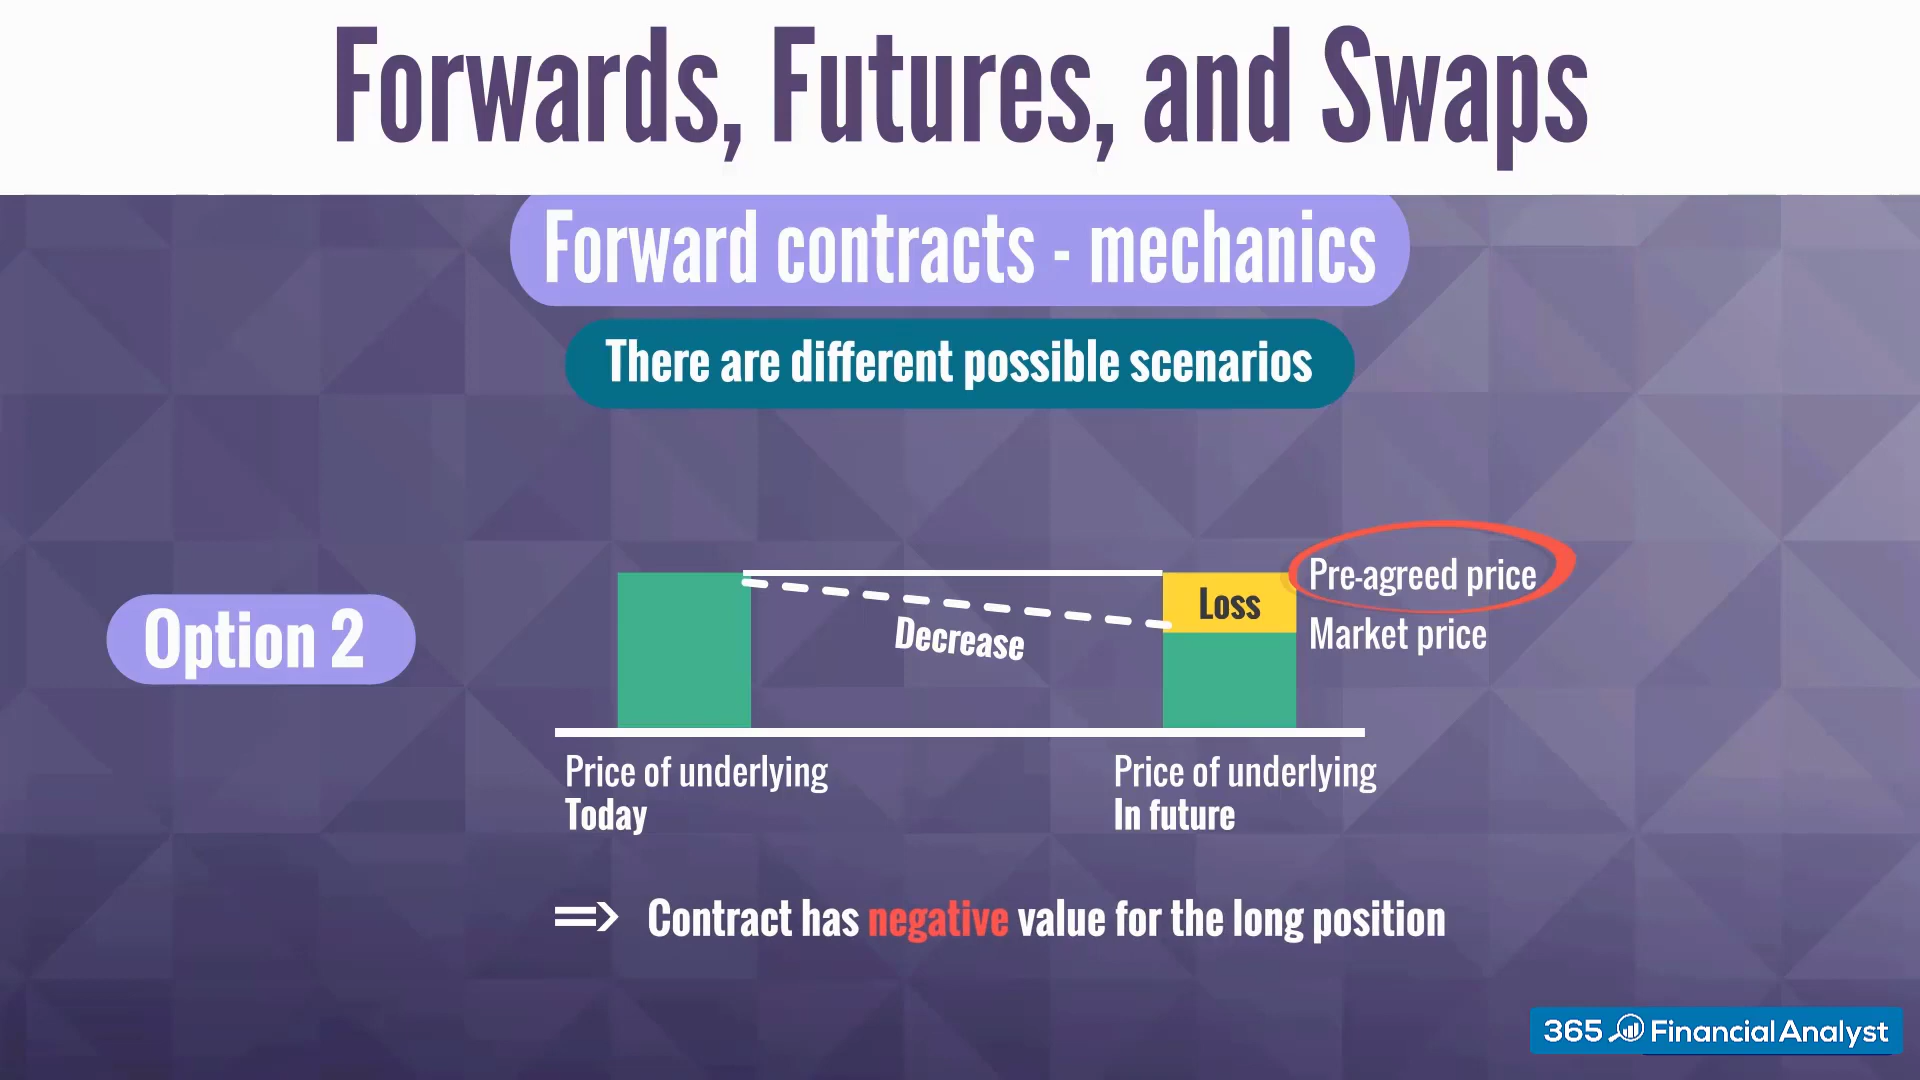 Forwards, Futures, and Swaps
Forward contracts - mechanics
There are different possible scenarios
Option 2
Decrease
Loss
Pre-agreed price
Market price
Price of underlying
Today
Price of underlying
In future
=> Contract has negative value for the long position
365 Financial Analyst